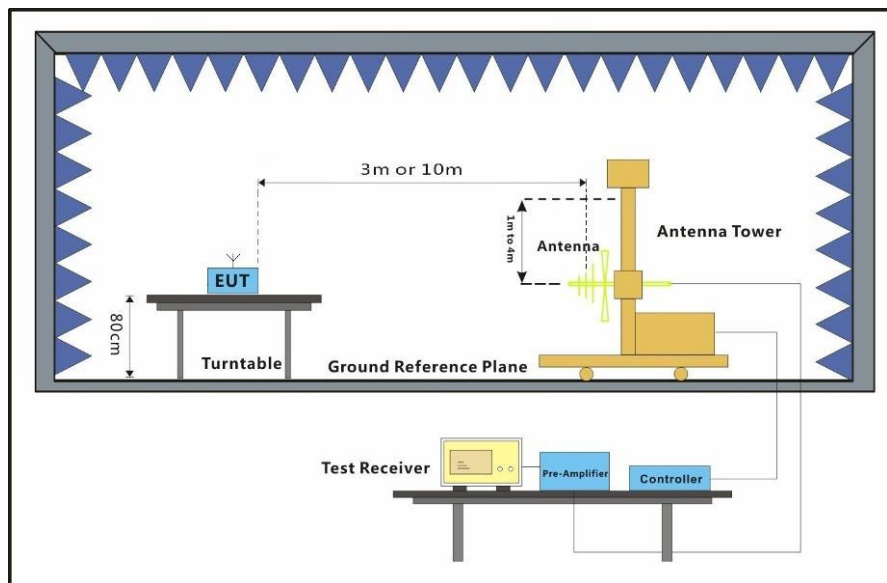 3m or 10m
1m to 4m
Antenna
Antenna Tower
EUT
80cm
Turntable
Ground Reference Plane
Test Receiver
Pre-Amplifier
Controller